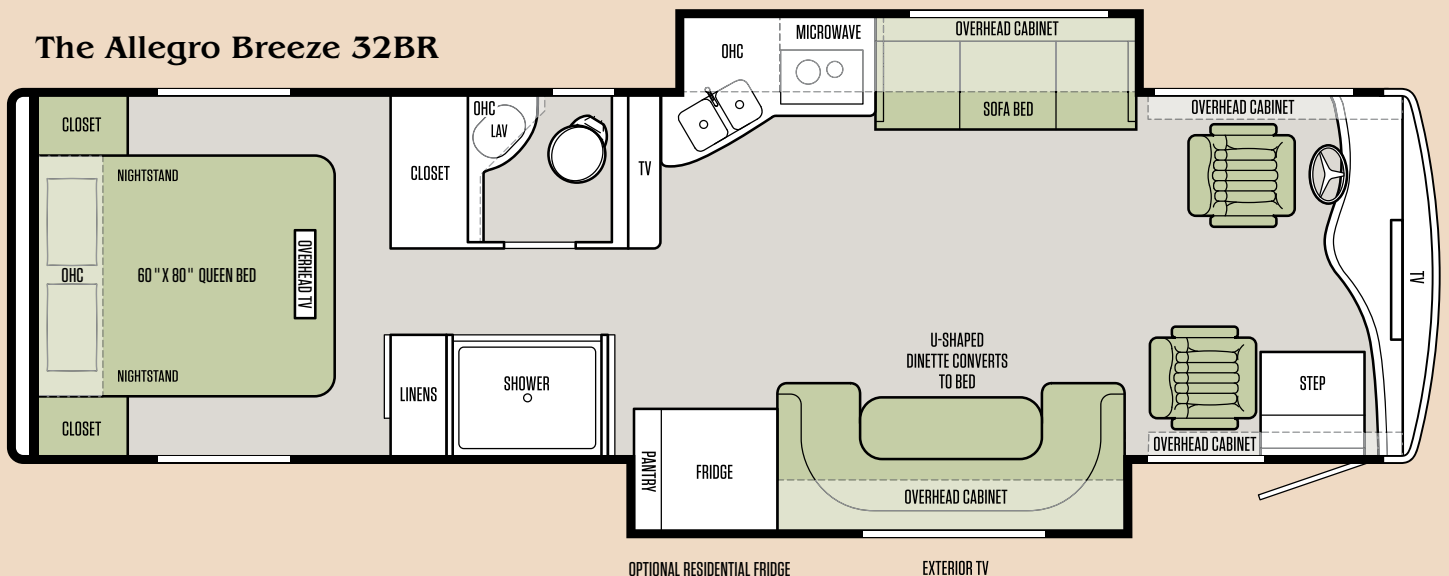 The Allegro Breeze 32BR
OHC
MICROWAVE
OVERHEAD CABINET
SOFA BED
OVERHEAD CABINET
CLOSET
OHC
LAV
CLOSET
TV
NIGHTSTAND
OHC
60" X 80" QUEEN BED
OVERHEAD TV
NIGHTSTAND
CLOSET
LINENS
SHOWER
U-SHAPED
DINETTE CONVERTS
TO BED
TV
STEP
OVERHEAD CABINET
PANTRY
FRIDGE
OVERHEAD CABINET
OPTIONAL RESIDENTIAL FRIDGE
EXTERIOR TV